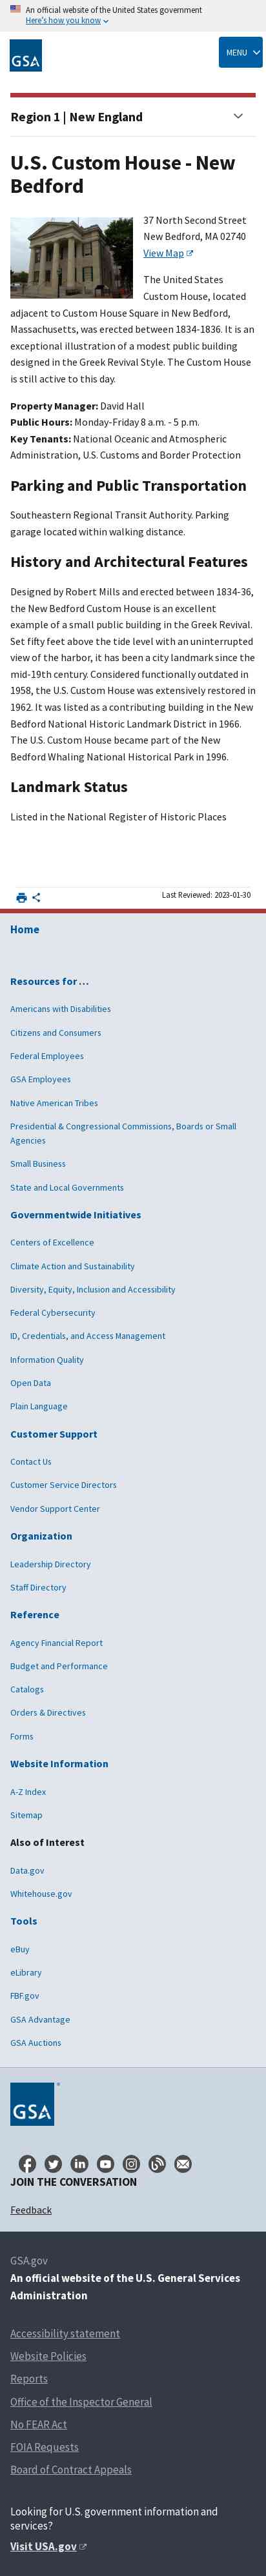 An official website of the United States government
Here's how you know
GSA
MENU
Region 1 | New England
U.S. Custom House - New
Bedford
37 North Second Street
New Bedford, MA 02740
View Map
The United States
Custom House, located
adjacent to Custom House Square in New Bedford,
Massachusetts, was erected between 1834-1836. It is an
exceptional illustration of a modest public building
designed in the Greek Revival Style. The Custom House
is still active to this day.
Property Manager: David Hall
Public Hours: Monday-Friday 8 a.m. - 5 p.m.
Key Tenants: National Oceanic and Atmospheric
Administration, U.S. Customs and Border Protection
Parking and Public Transportation
Southeastern Regional Transit Authority. Parking
garage located within walking distance.
History and Architectural Features
Designed by Robert Mills and erected between 1834-36,
the New Bedford Custom House is an excellent
example of the strength embodied in the Greek Revival.
Set fifty feet above the tide level with an uninterrupted
view of the harbor, it has been a city landmark since the
mid-19th century. Considered functionally outdated in
1958, the U.S. Custom House was extensively restored in
1962. It was listed as a contributing building in the New
Bedford National Historic Landmark District in 1966.
The U.S. Custom House became part of the New
Bedford Whaling National Historical Park in 1996.
Landmark Status
Listed in the National Register of Historic Places
Last Reviewed: 2023-01-30
Home
Resources for …
Americans with Disabilities
Citizens and Consumers
Federal Employees
GSA Employees
Native American Tribes
Presidential & Congressional Commissions, Boards or Small
Agencies
Small Business
State and Local Governments
Governmentwide Initiatives
Centers of Excellence
Climate Action and Sustainability
Diversity, Equity, Inclusion and Accessibility
Federal Cybersecurity
ID, Credentials, and Access Management
Information Quality
Open Data
Plain Language
Customer Support
Contact Us
Customer Service Directors
Vendor Support Center
Organization
Leadership Directory
Staff Directory
Reference
Agency Financial Report
Budget and Performance
Catalogs
Orders & Directives
Forms
Website Information
A-Z Index
Sitemap
Also of Interest
Data.gov
Whitehouse.gov
Tools
eBuy
eLibrary
FBF.gov
GSA Advantage
GSA Auctions
GSA
JOIN THE CONVERSATION
Feedback
GSA.gov
An official website of the U.S. General Services
Administration
Accessibility statement
Website Policies
Reports
Office of the Inspector General
No FEAR Act
FOIA Requests
Board of Contract Appeals
Looking for U.S. government information and
services?
Visit USA.gov